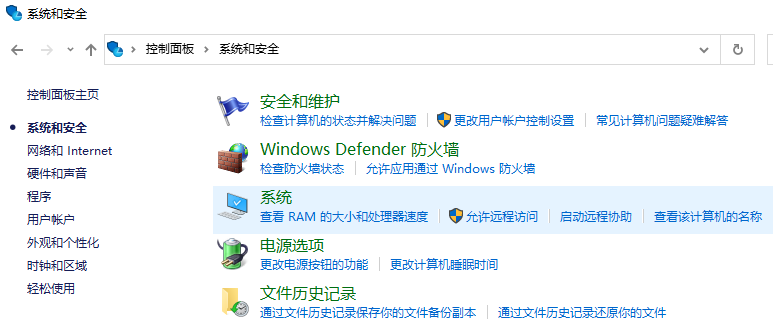 系统和安全
控制面板 系统和安全
控制面板主页
系统和安全
网络和 Internet
硬件和声音
程序
用户帐户
外观和个性化
时钟和区域
轻松使用
安全和维护
检查计算机的状态并解决问题 更改用户帐户控制设置 常见计算机问题疑难解答
Windows Defender 防火墙
检查防火墙状态 允许应用通过 Windows 防火墙
系统
查看 RAM 的大小和处理器速度 允许远程访问 启动远程协助 查看该计算机的名称
电源选项
更改电源按钮的功能 更改计算机睡眠时间
文件历史记录
通过文件历史记录保存你的文件备份副本 通过文件历史记录还原你的文件